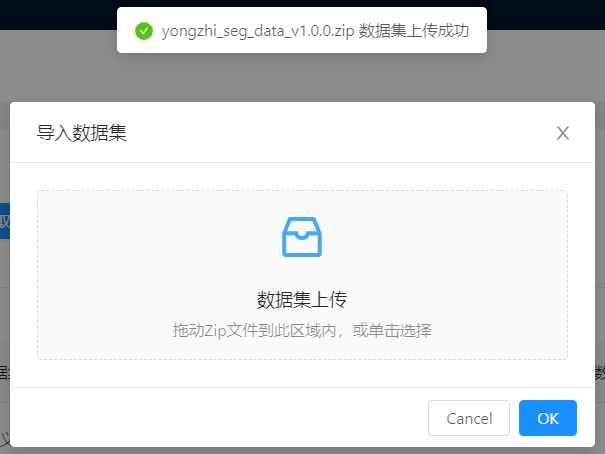 yongzhi_seg_data_v1.0.0.zip 数据集上传成功
导入数据集
数据集上传
拖动Zip文件到此区域内，或单击选择
Cancel
OK